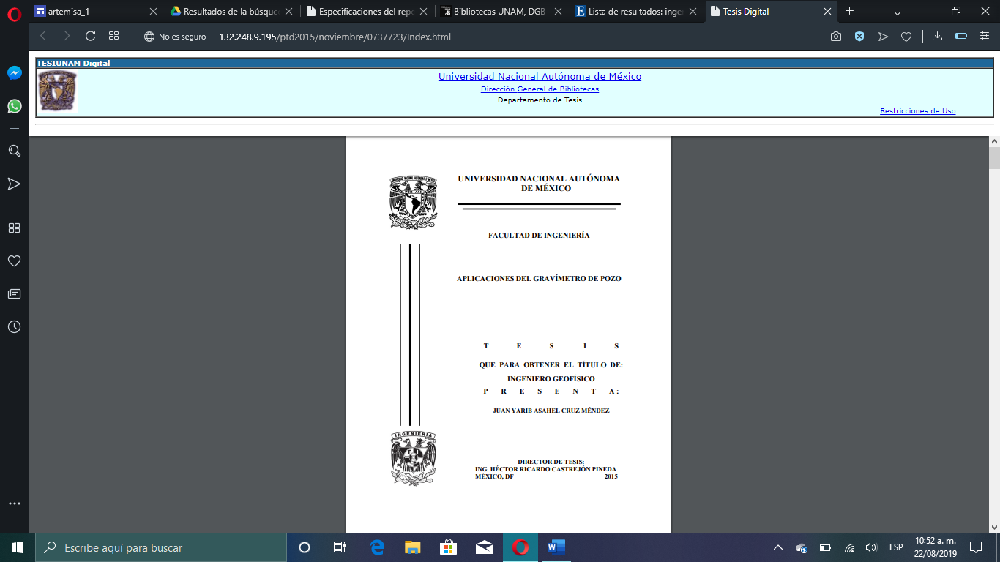 artemisa_1
Resultados de la búsque
Especificaciones del repo
Bibliotecas UNAM, DGB
Lista de resultados: inge
Tesis Digital
No es seguro
132.248.9.195/ptd2015/noviembre/0737723/Index.html
TESIUNAM Digital
Universidad Nacional Autónoma de México
Dirección General de Bibliotecas
Departamento de Tesis
Restricciones de Uso
UNIVERSIDAD NACIONAL AUTÓNOMA
DE MÉXICO
FACULTAD DE INGENIERÍA
APLICACIONES DEL GRAVÍMETRO DE POZO
T E S I S
QUE PARA OBTENER EL TÍTULO DE:
INGENIERO GEOFÍSICO
P R E S E N T A :
JUAN YARIB ASAHEL CRUZ MÉNDEZ
INGENIERIA
DIRECTOR DE TESIS:
ING. HÉCTOR RICARDO CASTREJÓN PINEDA
MÉXICO, DF 2015
Escribe aquí para buscar
ESP
10:52 a. m.
22/08/2019